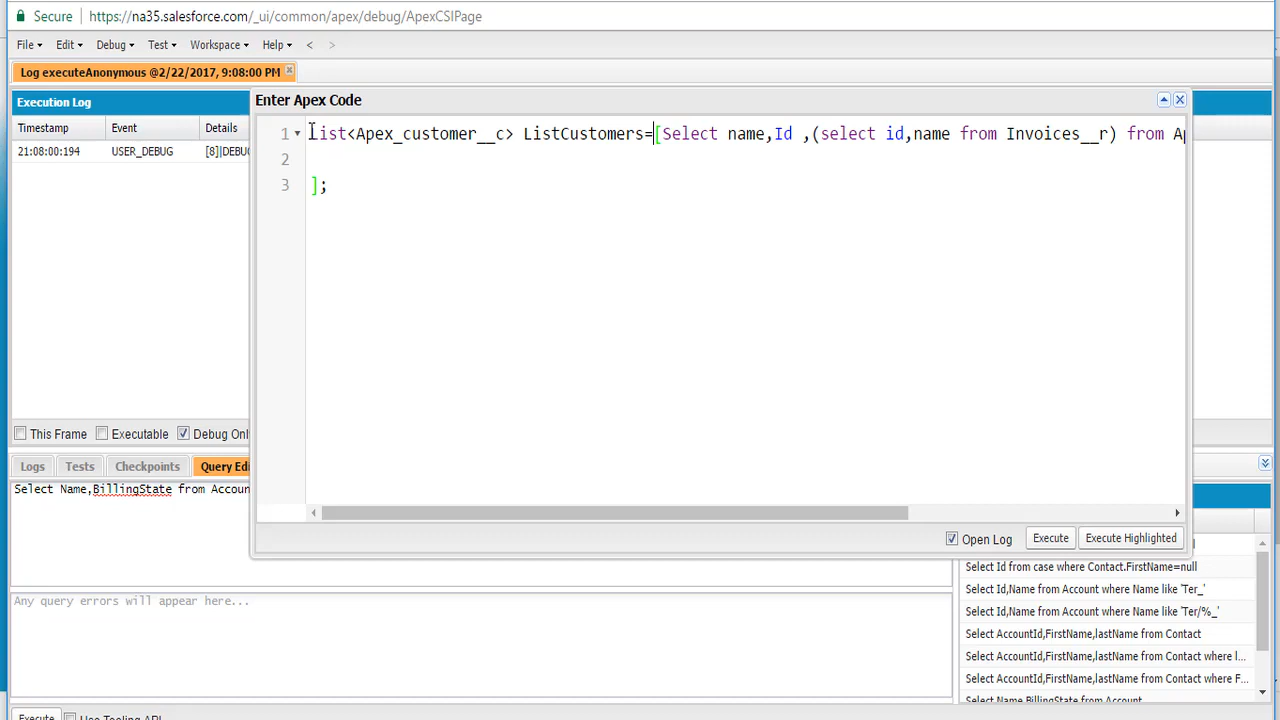 Secure https://na35.salesforce.com/_ui/common/apex/debug/ApexCSIPage
File Edit Debug Test Workspace Help < >
Log executeAnonymous @2/22/2017, 9:08:00 PM
Execution Log
Timestamp Event Details
21:08:00:194 USER_DEBUG [8]|DEBU
This Frame Executable Debug Onl
Enter Apex Code
1 List<Apex_customer__c> ListCustomers=[Select name,Id ,(select id,name from Invoices__r) from Ap
2
3 ];
Open Log Execute Execute Highlighted
Logs Tests Checkpoints Query Edi
Select Name,BillingState from Accoun
Any query errors will appear here...
Select Id from case where Contact.FirstName=null
Select Id,Name from Account where Name like 'Ter_'
Select Id,Name from Account where Name like 'Ter/%_'
Select AccountId,FirstName,lastName from Contact
Select AccountId,FirstName,lastName from Contact where l...
Select AccountId,FirstName,lastName from Contact where F...
Select Name,BillingState from Account
Execute Use Tooling API